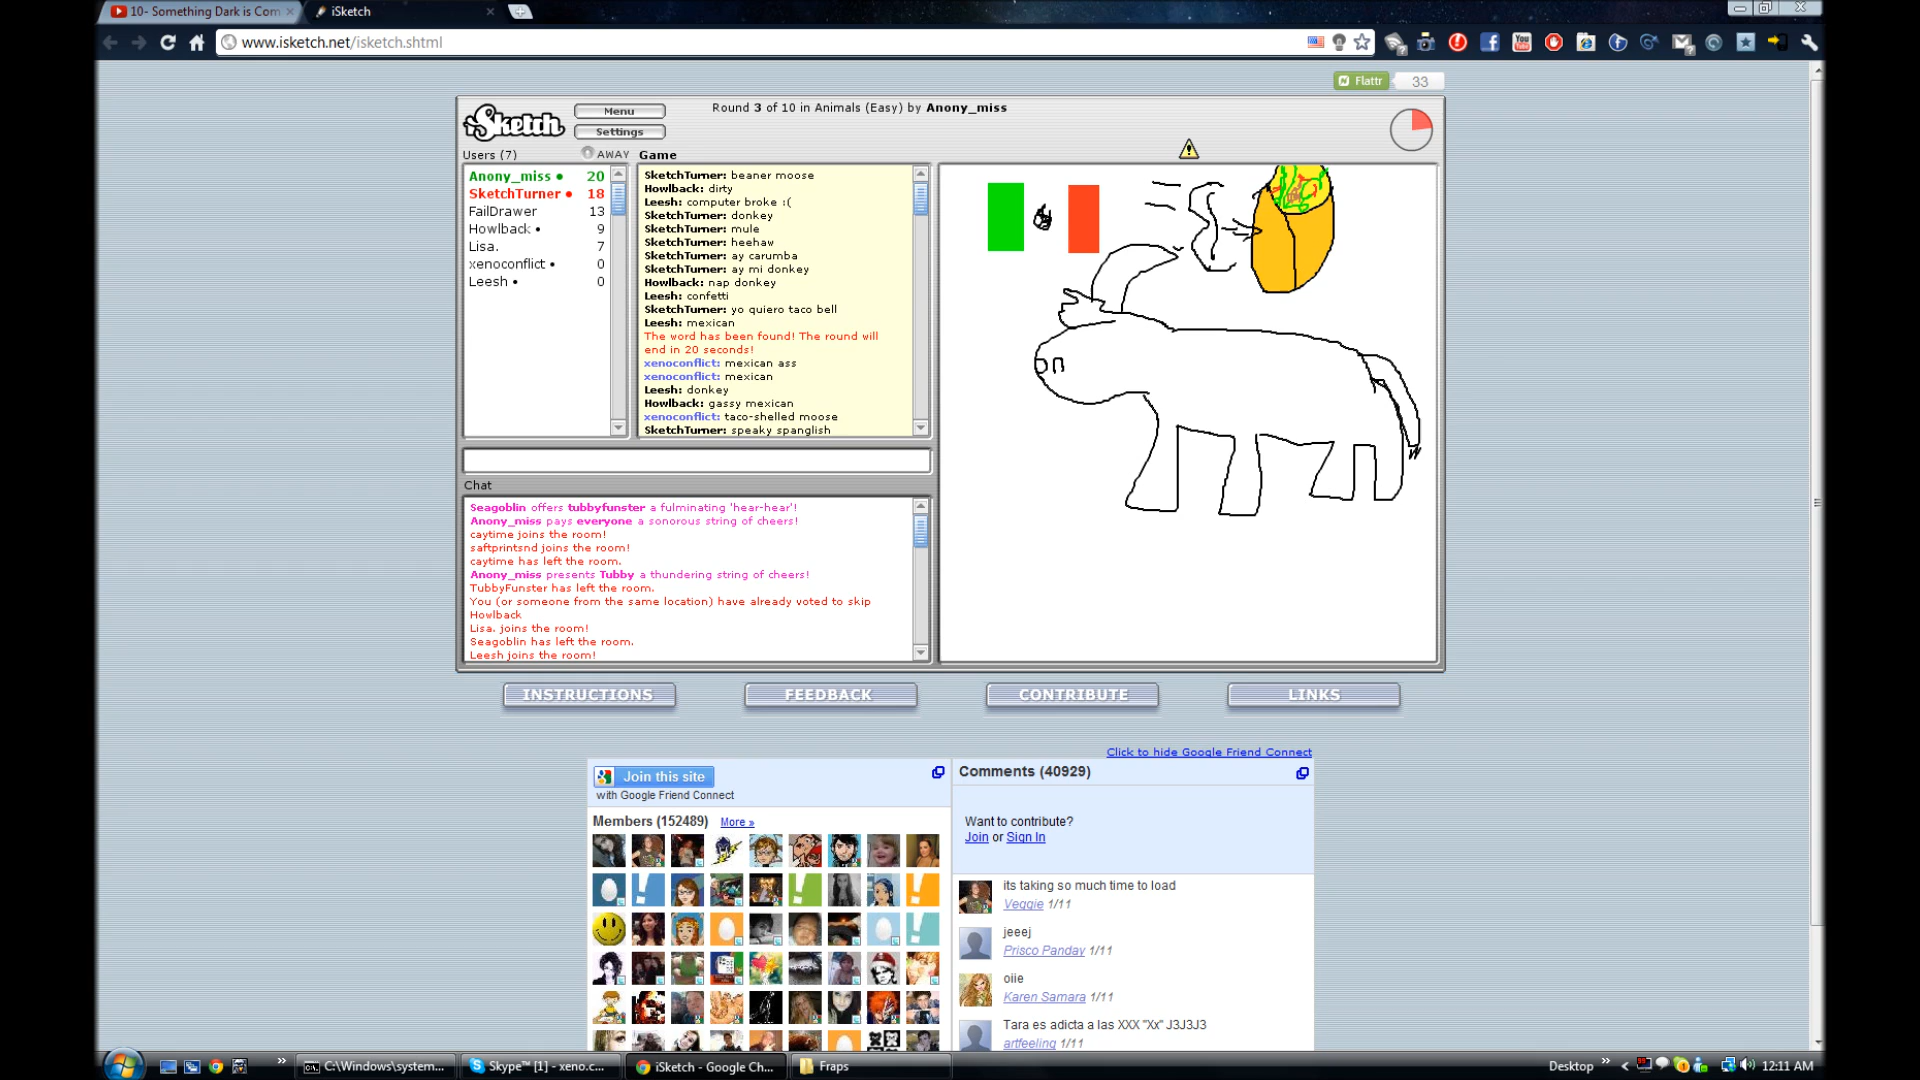 10- Something Dark is Com
iSketch
www.isketch.net/isketch.shtml
Flattr
33
iSketch
Menu
Settings
Round 3 of 10 in Animals (Easy) by Anony_miss
Users (7)
AWAY
Game
Anony_miss • 20
SketchTurner • 18
FailDrawer 13
Howlback • 9
Lisa. 7
xenoconflict • 0
Leesh • 0
SketchTurner: beaner moose
Howlback: dirty
Leesh: computer broke :(
SketchTurner: donkey
SketchTurner: mule
SketchTurner: heehaw
SketchTurner: ay carumba
SketchTurner: ay mi donkey
Howlback: nap donkey
Leesh: confetti
SketchTurner: yo quiero taco bell
Leesh: mexican
The word has been found! The round will
end in 20 seconds!
xenoconflict: mexican ass
xenoconflict: mexican
Leesh: donkey
Howlback: gassy mexican
xenoconflict: taco-shelled moose
SketchTurner: speaky spanglish
Chat
Seagoblin offers tubbyfunster a fulminating 'hear-hear'!
Anony_miss pays everyone a sonorous string of cheers!
caytime joins the room!
saftprintsnd joins the room!
caytime has left the room.
Anony_miss presents Tubby a thundering string of cheers!
TubbyFunster has left the room.
You (or someone from the same location) have already voted to skip
Howlback
Lisa. joins the room!
Seagoblin has left the room.
Leesh joins the room!
INSTRUCTIONS
FEEDBACK
CONTRIBUTE
LINKS
Click to hide Google Friend Connect
Join this site
with Google Friend Connect
Members (152489) More »
Comments (40929)
Want to contribute?
Join or Sign In
its taking so much time to load
Veggie 1/11
jeeej
Prisco Panday 1/11
oiie
Karen Samara 1/11
Tara es adicta a las XXX "Xx" J3J3J3
artfeeling 1/11
C:\Windows\system...
Skype™ [1] - xeno.c...
iSketch - Google Ch...
Fraps
Desktop
12:11 AM